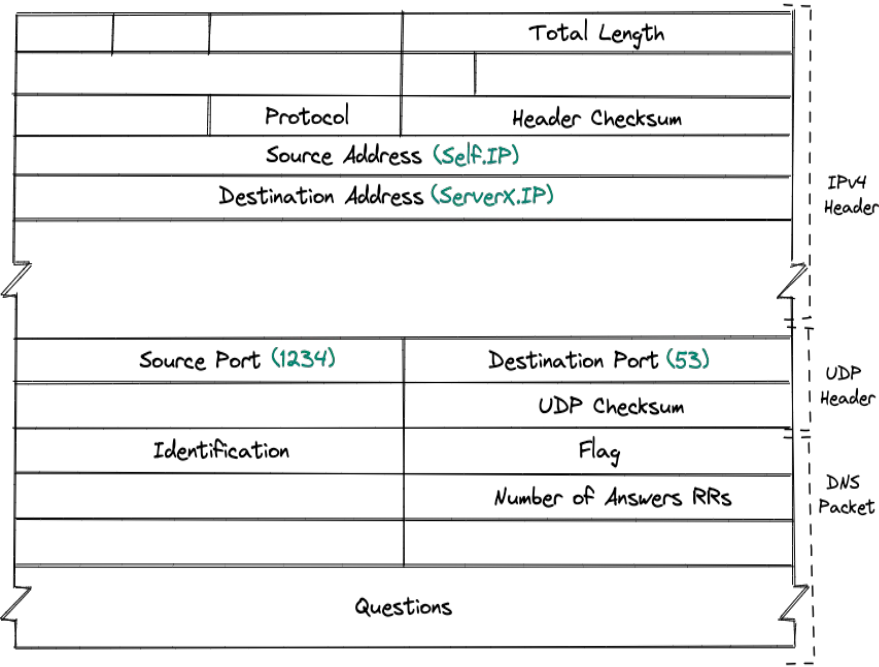 Total Length
Protocol
Header Checksum
Source Address (Self.IP)
Destination Address (ServerX.IP)
IPv4
Header
Source Port (1234)
Destination Port (53)
UDP Checksum
UDP
Header
Identification
Flag
Number of Answers RRs
DNS
Packet
Questions